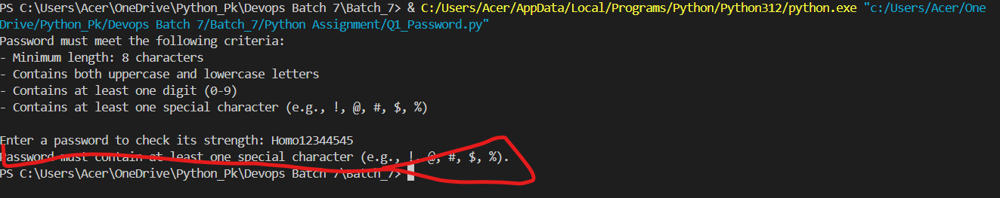 PS C:\Users\Acer\OneDrive\Python_Pk\Devops Batch 7\Batch_7> & C:/Users/Acer/AppData/Local/Programs/Python/Python312/python.exe "c:/Users/Acer/One
Drive/Python_Pk/Devops Batch 7/Batch_7/Python Assignment/Q1_Password.py"
Password must meet the following criteria:
- Minimum length: 8 characters
- Contains both uppercase and lowercase letters
- Contains at least one digit (0-9)
- Contains at least one special character (e.g., !, @, #, $, %)
Enter a password to check its strength: Homo12344545
Password must contain at least one special character (e.g., !, @, #, $, %).
PS C:\Users\Acer\OneDrive\Python_Pk\Devops Batch 7\Batch_7>